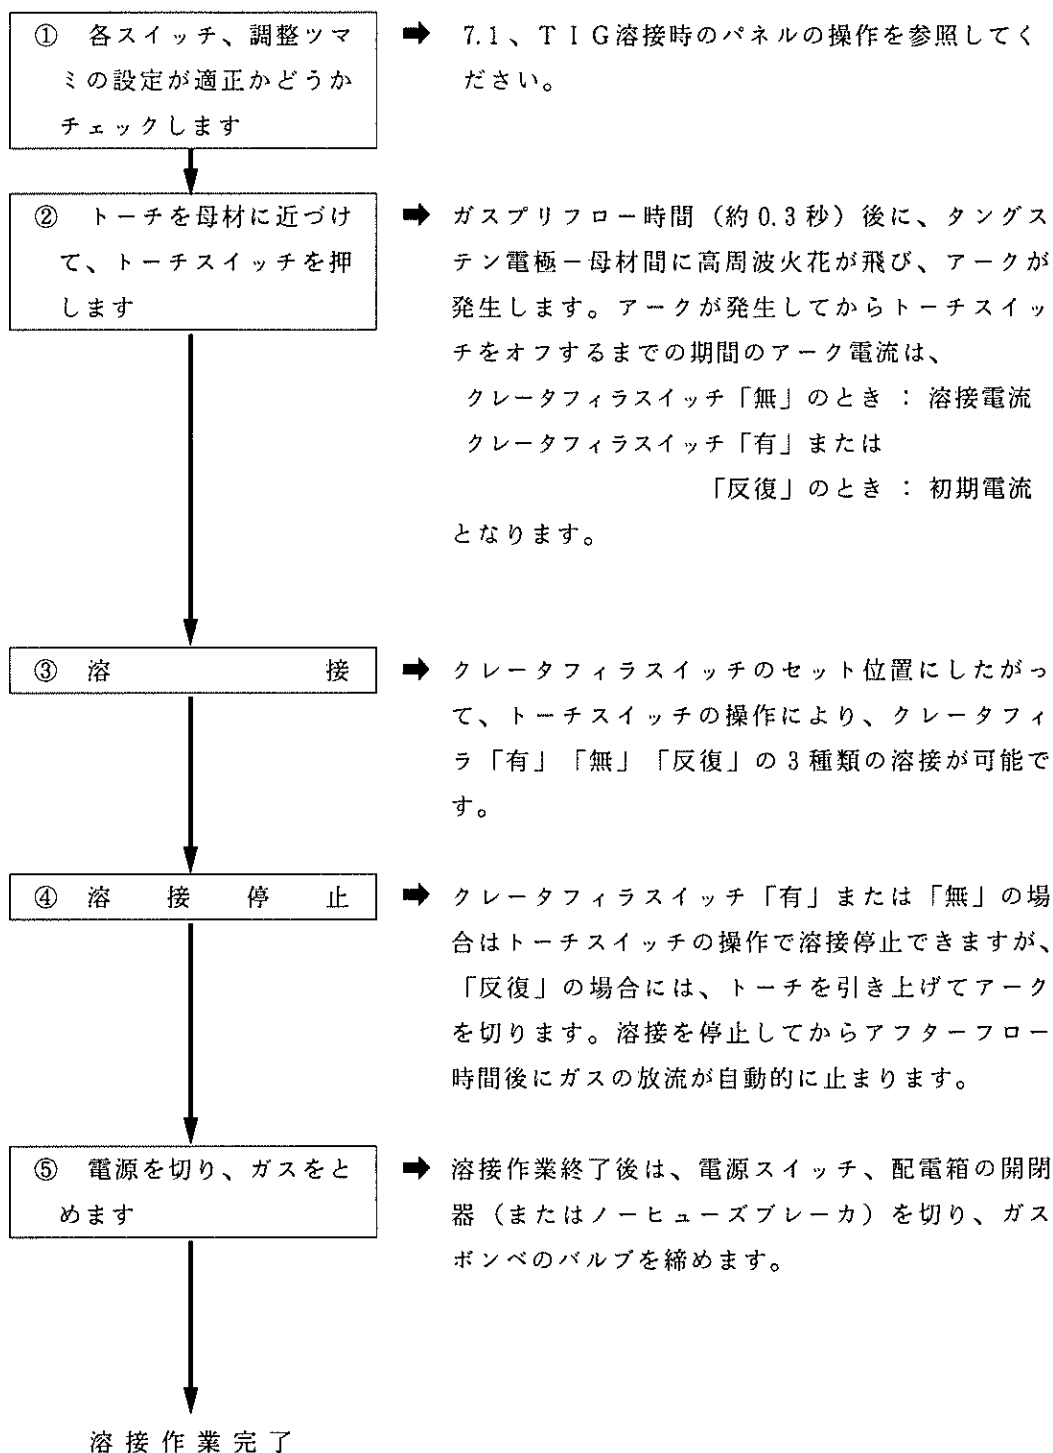 ① 各スイッチ、調整ツマ
ミの設定が適正かどうか
チェックします
➡ 7.1、TIG溶接時のパネルの操作を参照してく
ださい。
② トーチを母材に近づけ
て、トーチスイッチを押
します
➡ ガスプリフロー時間（約0.3秒）後に、タングス
テン電極－母材間に高周波火花が飛び、アークが
発生します。アークが発生してからトーチスイッ
チをオフするまでの期間のアーク電流は、
クレータフィラスイッチ「無」のとき ： 溶接電流
クレータフィラスイッチ「有」または
「反復」のとき ： 初期電流
となります。
③ 溶 接
➡ クレータフィラスイッチのセット位置にしたがっ
て、トーチスイッチの操作により、クレータフィ
ラ「有」「無」「反復」の3種類の溶接が可能で
す。
④ 溶 接 停 止
➡ クレータフィラスイッチ「有」または「無」の場
合はトーチスイッチの操作で溶接停止できますが、
「反復」の場合には、トーチを引き上げてアーク
を切ります。溶接を停止してからアフターフロー
時間後にガスの放流が自動的に止まります。
⑤ 電源を切り、ガスをと
めます
➡ 溶接作業終了後は、電源スイッチ、配電箱の開閉
器（またはノーヒューズブレーカ）を切り、ガス
ボンベのバルブを締めます。
溶接作業完了